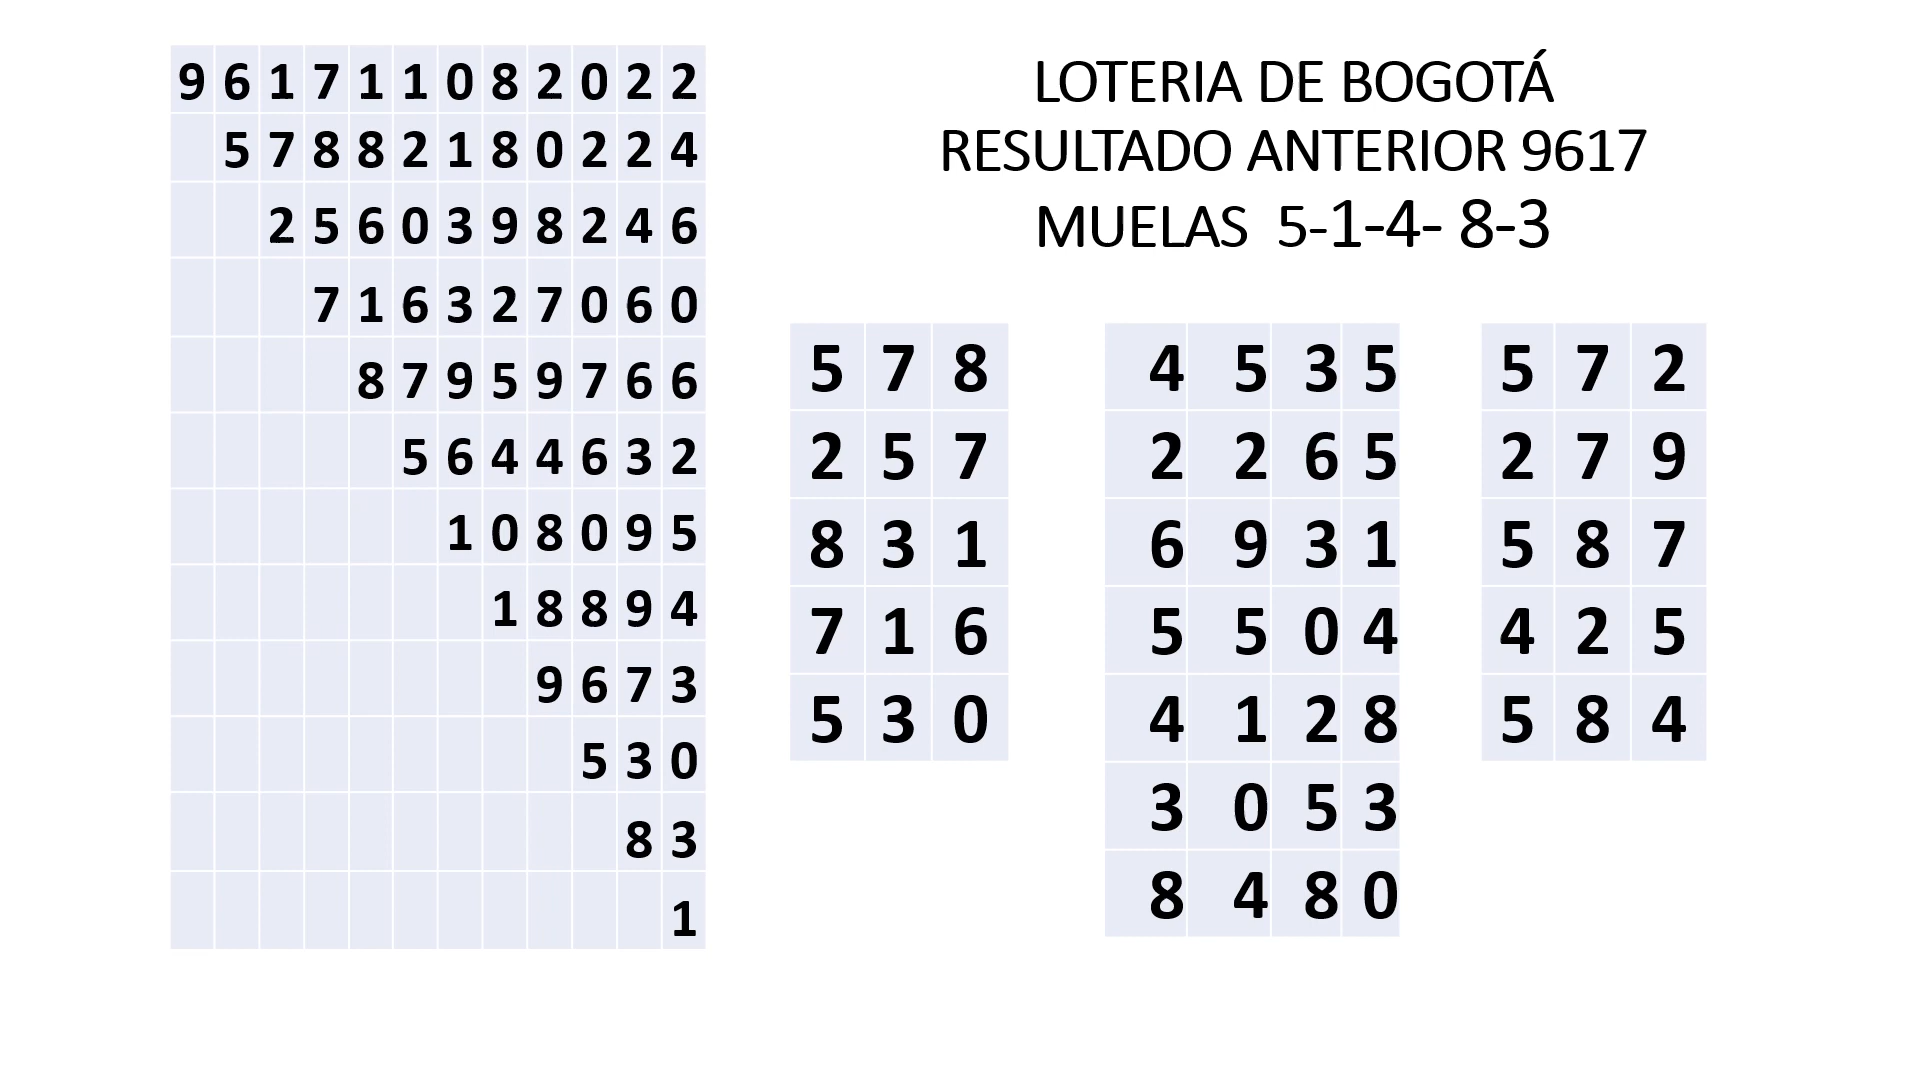 9 6 1 7 1 1 0 8 2 0 2 2
5 7 8 8 2 1 8 0 2 2 4
2 5 6 0 3 9 8 2 4 6
7 1 6 3 2 7 0 6 0
8 7 9 5 9 7 6 6
5 6 4 4 6 3 2
1 0 8 0 9 5
1 8 8 9 4
9 6 7 3
5 3 0
8 3
1
LOTERIA DE BOGOTÁ
RESULTADO ANTERIOR 9617
MUELAS 5-1-4- 8-3
5 7 8
2 5 7
8 3 1
7 1 6
5 3 0
4 5 3 5
2 2 6 5
6 9 3 1
5 5 0 4
4 1 2 8
3 0 5 3
8 4 8 0
5 7 2
2 7 9
5 8 7
4 2 5
5 8 4